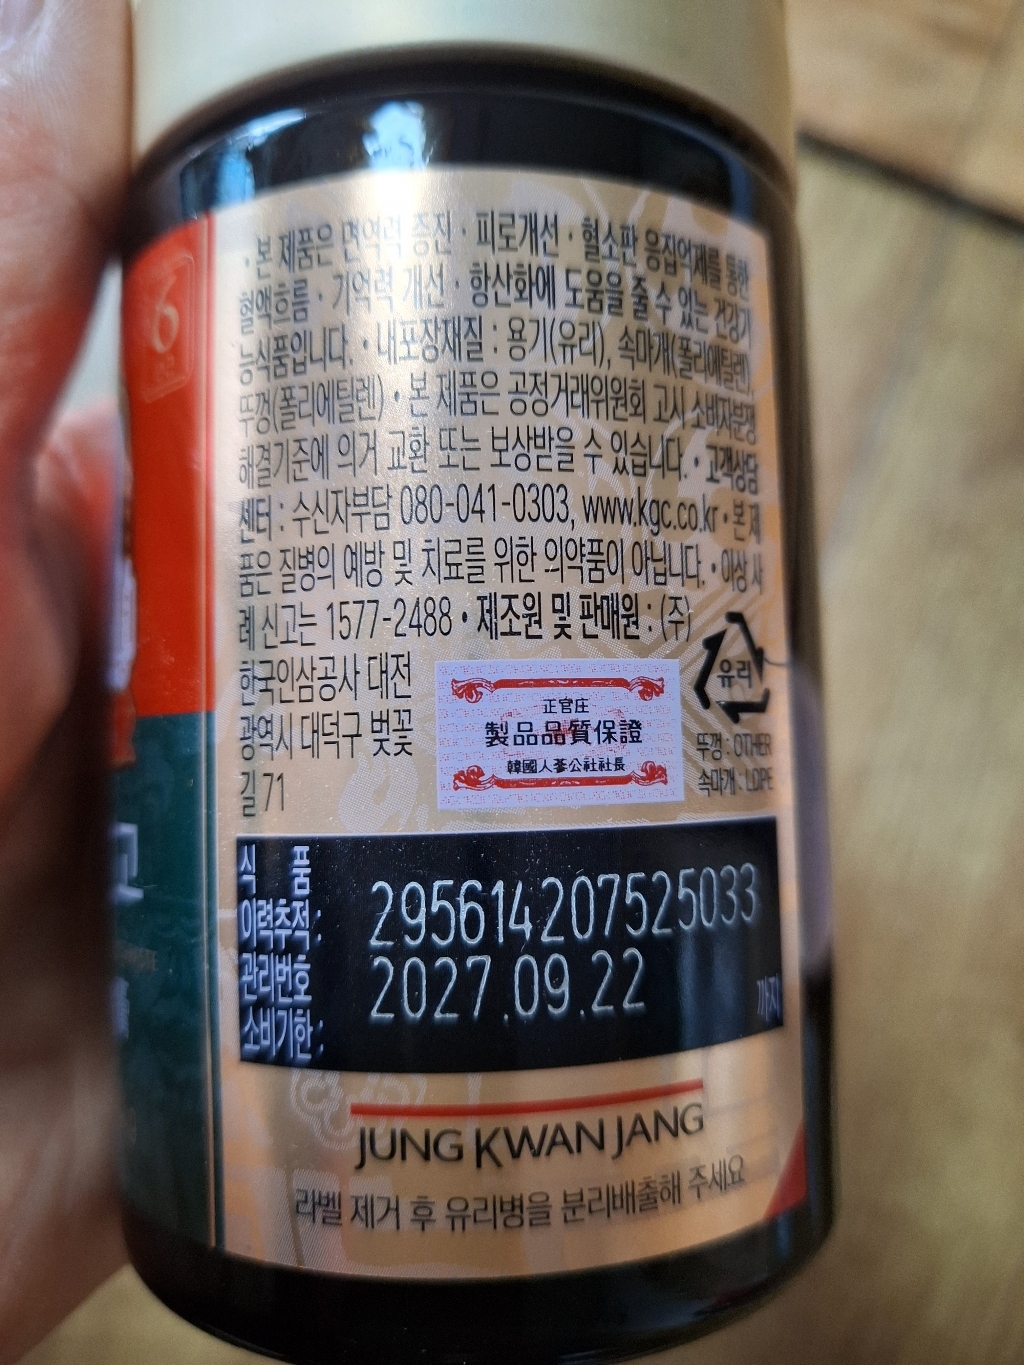 6
· 본 제품은 면역력 증진 · 피로개선 · 혈소판 응집억제를 통한
혈액흐름 · 기억력 개선 · 항산화에 도움을 줄 수 있는 건강기
능식품입니다. • 내포장재질 : 용기(유리), 속마개(폴리에틸렌),
뚜껑(폴리에틸렌) • 본 제품은 공정거래위원회 고시 소비자분쟁
해결기준에 의거 교환 또는 보상받을 수 있습니다. • 고객상담
센터 : 수신자부담 080-041-0303, www.kgc.co.kr • 본 제
품은 질병의 예방 및 치료를 위한 의약품이 아닙니다. • 이상 사
례 신고는 1577-2488 • 제조원 및 판매원 : (주)
한국인삼공사 대전
광역시 대덕구 벚꽃
길 71
正官庄
製品品質保證
韓國人蔘公社社長
유리
뚜껑 : OTHER
속마개 : LDPE
고
식 품
이력추적 :
관리번호
295614207525033
소비기한 :
2027.09.22
까지
JUNG KWAN JANG
라벨 제거 후 유리병을 분리배출해 주세요